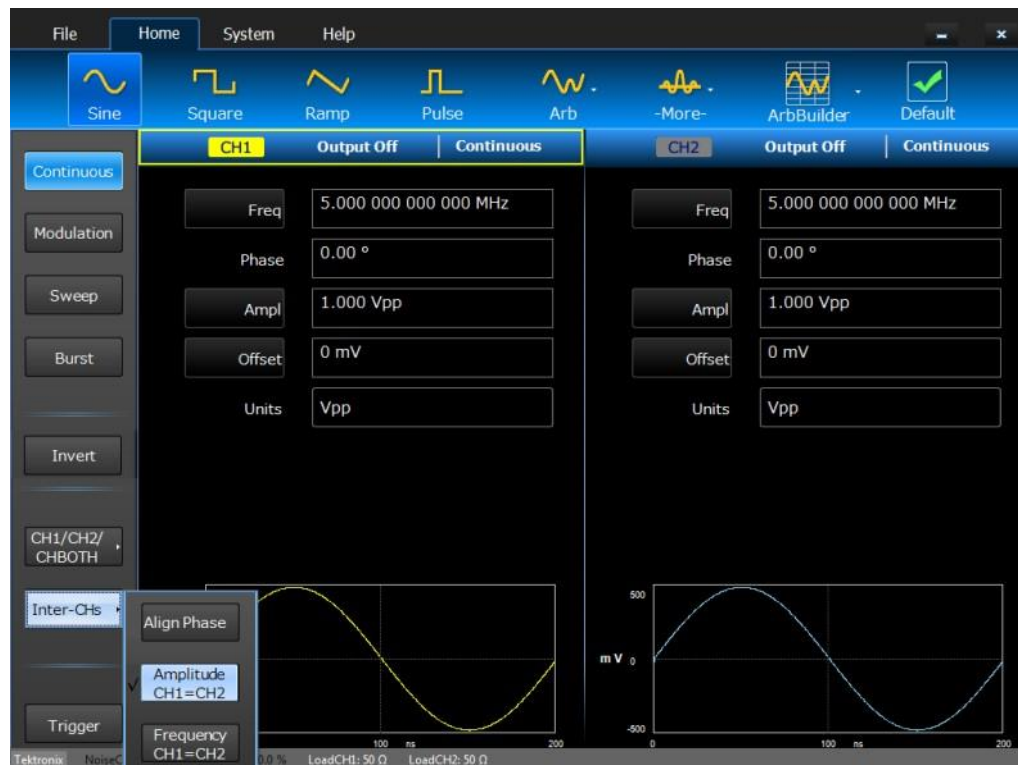 File Home System Help
Sine Square Ramp Pulse Arb -More- ArbBuilder Default
CH1 Output Off Continuous
CH2 Output Off Continuous
Continuous
Modulation
Sweep
Burst
Invert
CH1/CH2/
CHBOTH
Inter-CHs
Trigger
Freq 5.000 000 000 000 MHz
Phase 0.00 °
Ampl 1.000 Vpp
Offset 0 mV
Units Vpp
Freq 5.000 000 000 000 MHz
Phase 0.00 °
Ampl 1.000 Vpp
Offset 0 mV
Units Vpp
Align Phase
Amplitude
CH1=CH2
Frequency
CH1=CH2
100 ns 200
500
m V 0
-500
0 100 ns 200
Tektronix 0.0 % LoadCH1: 50 Ω LoadCH2: 50 Ω